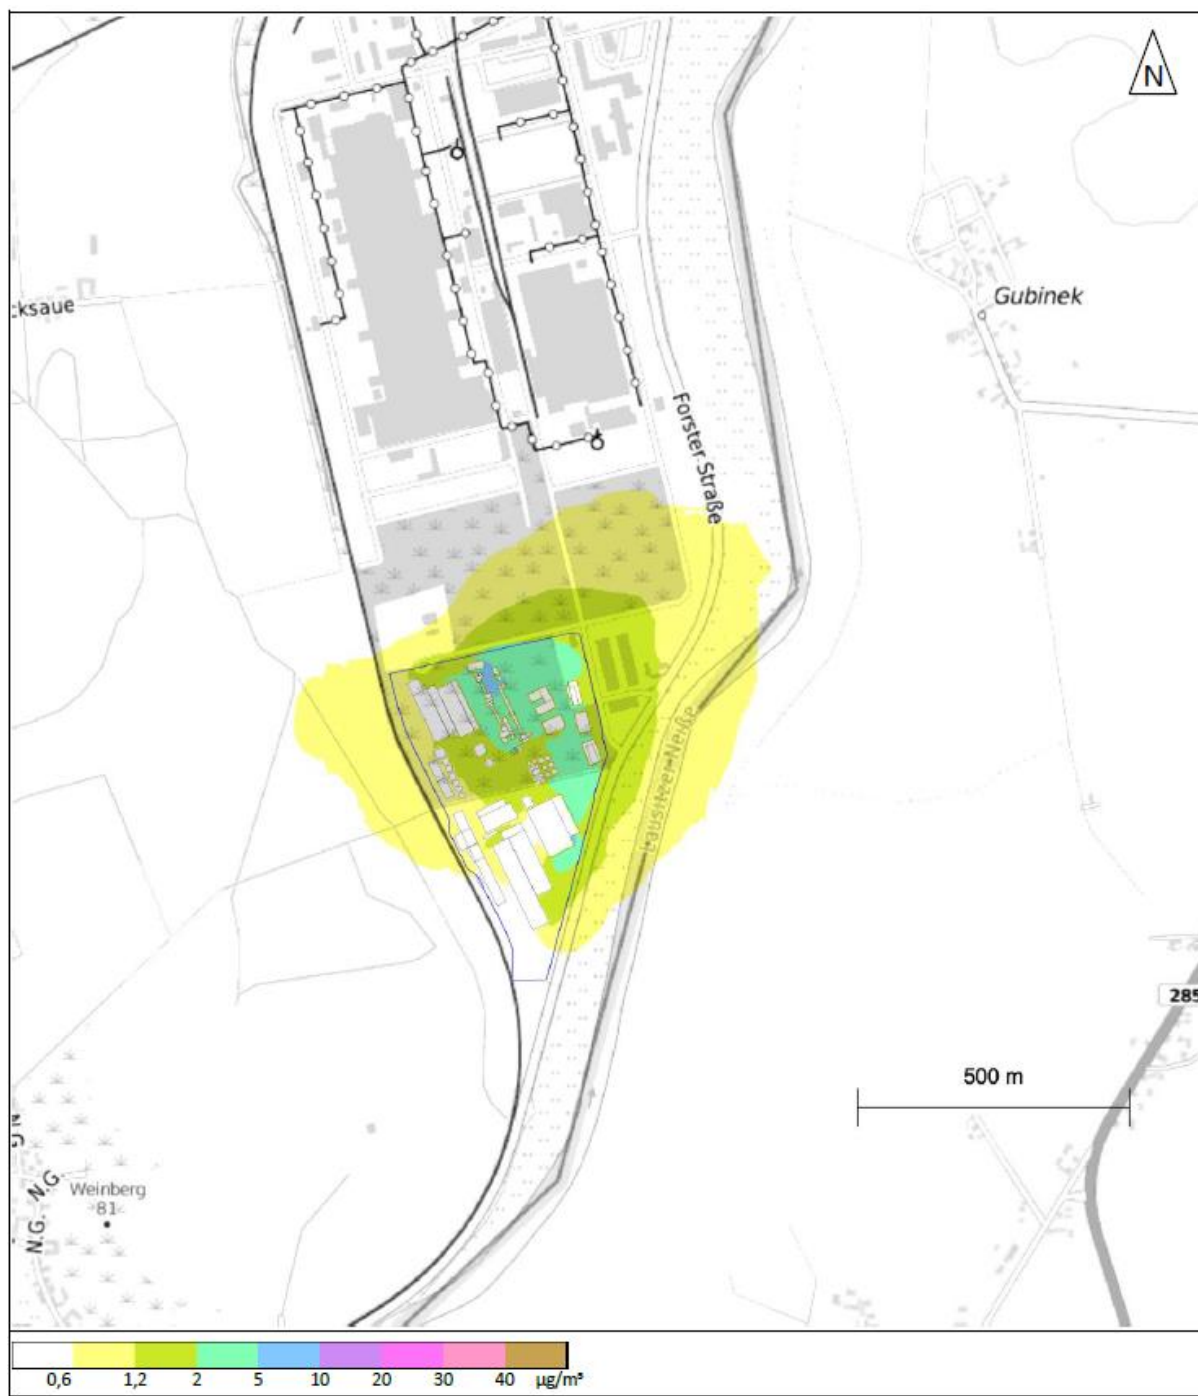 N
cksaue
Gubinek
Forster Straße
Lausitzer Neiße
285
500 m
N.G. N.G.
Weinberg
81
0,6 1,2 2 5 10 20 30 40 µg/m³